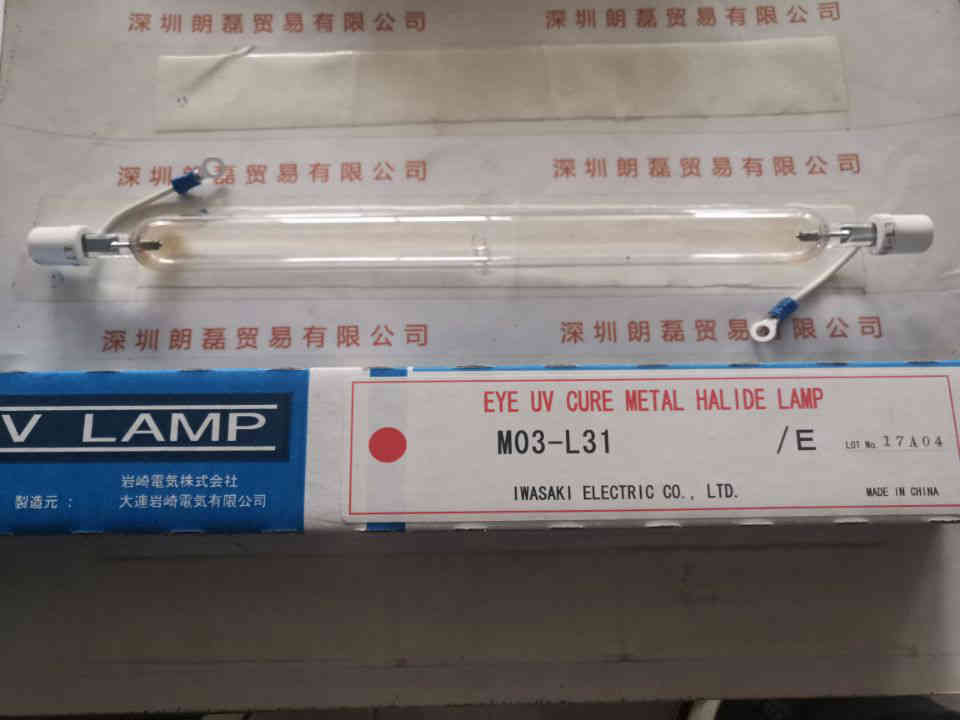 深圳朗磊贸易有限公司
深圳朗磊贸易有限公司
深圳朗磊贸易有限公司
深圳朗磊贸易有限公司
深圳朗磊贸易有限公司
深圳朗磊贸易有限公司
V LAMP
岩崎電気株式会社
製造元： 大連岩崎電気有限公司
EYE UV CURE METAL HALIDE LAMP
M03-L31 /E LOT No. 17A04
IWASAKI ELECTRIC CO., LTD. MADE IN CHINA